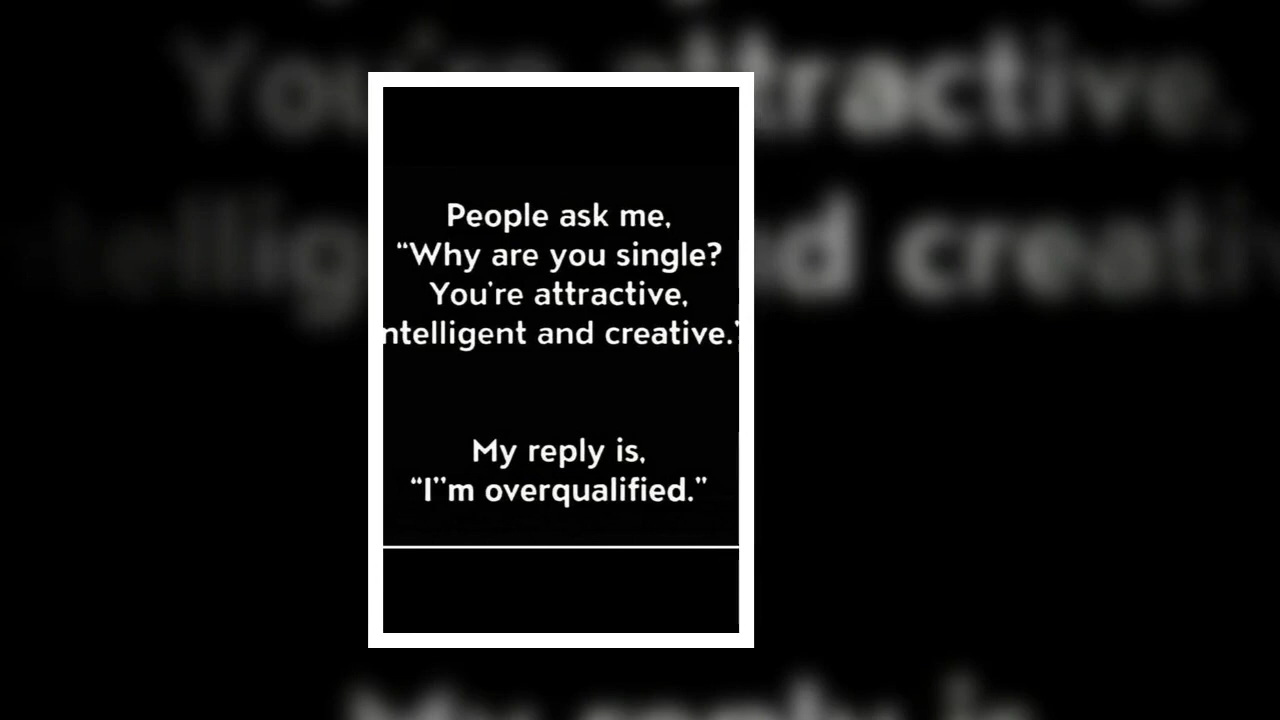 People ask me,
“Why are you single?
You're attractive,
ntelligent and creative.”
My reply is,
“I''m overqualified.”